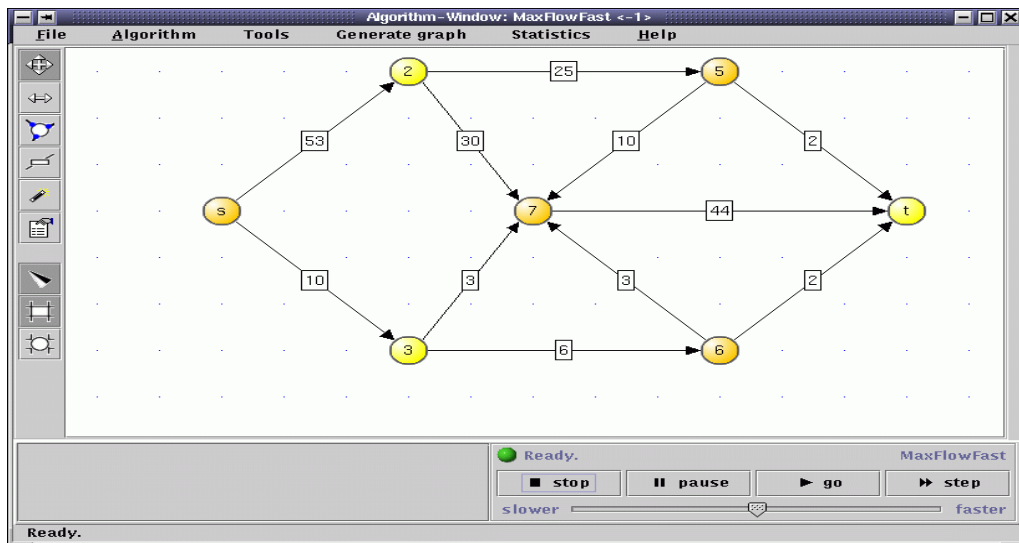 Algorithm-Window: MaxFlowFast <-1>
File Algorithm Tools Generate graph Statistics Help
2 25 5
53 30 10 2
s 7 44 t
10 3 3 2
3 6 6
Ready. MaxFlowFast
stop pause go step
slower faster
Ready.